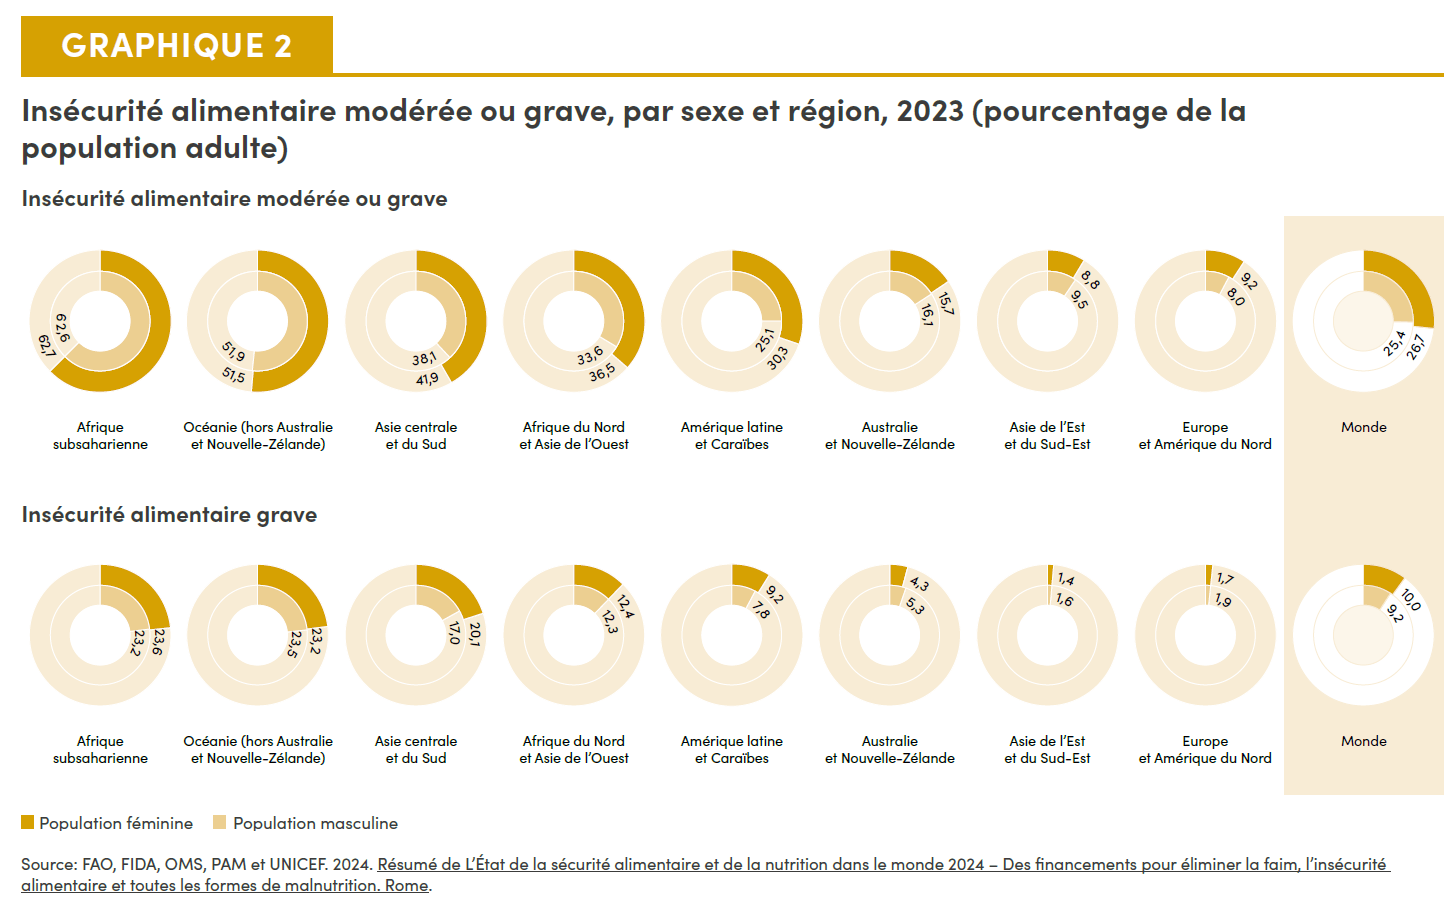 GRAPHIQUE 2
Insécurité alimentaire modérée ou grave, par sexe et région, 2023 (pourcentage de la
population adulte)
Insécurité alimentaire modérée ou grave
62,6
62,7
51,9
51,5
38,1
41,9
33,6
36,5
25,1
30,3
16,1
15,7
8,8
9,5
9,2
8,0
25,4
26,7
Afrique
subsaharienne
Océanie (hors Australie
et Nouvelle-Zélande)
Asie centrale
et du Sud
Afrique du Nord
et Asie de l’Ouest
Amérique latine
et Caraïbes
Australie
et Nouvelle-Zélande
Asie de l’Est
et du Sud-Est
Europe
et Amérique du Nord
Monde
Insécurité alimentaire grave
23,2
23,6
23,5
23,2
17,0
20,1
12,4
12,3
9,2
7,8
4,3
5,3
1,4
1,6
1,7
1,9
10,0
9,2
Afrique
subsaharienne
Océanie (hors Australie
et Nouvelle-Zélande)
Asie centrale
et du Sud
Afrique du Nord
et Asie de l’Ouest
Amérique latine
et Caraïbes
Australie
et Nouvelle-Zélande
Asie de l’Est
et du Sud-Est
Europe
et Amérique du Nord
Monde
Population féminine
Population masculine
Source: FAO, FIDA, OMS, PAM et UNICEF. 2024. Résumé de L’État de la sécurité alimentaire et de la nutrition dans le monde 2024 – Des financements pour éliminer la faim, l’insécurité
alimentaire et toutes les formes de malnutrition. Rome.